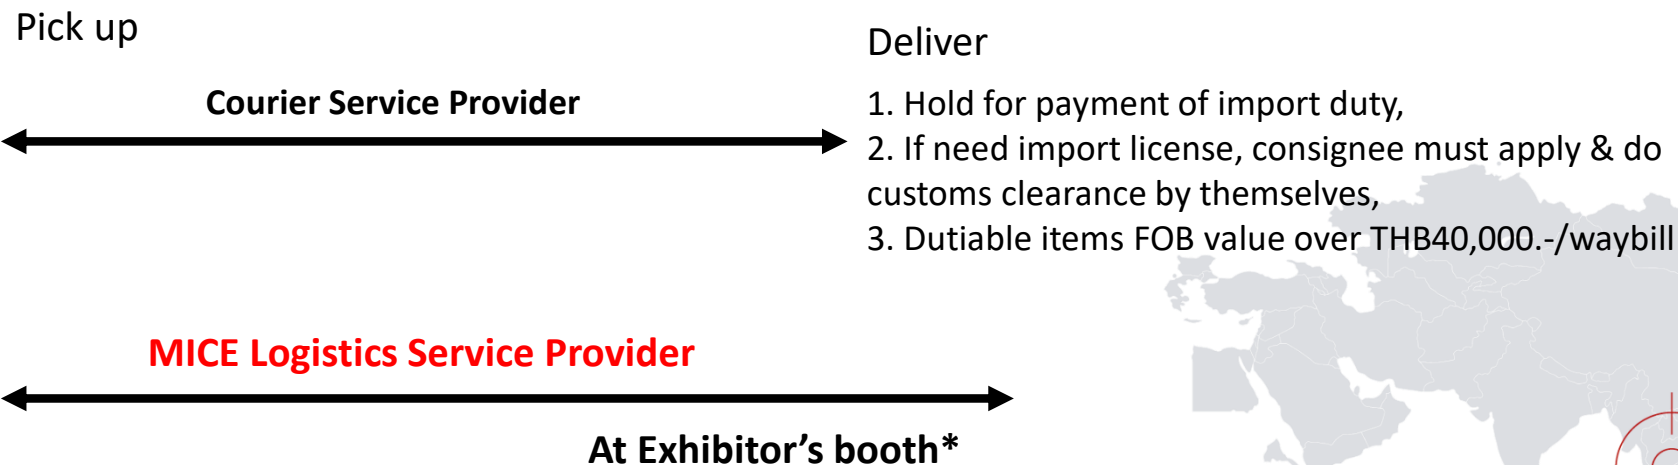 Pick up
Deliver
Courier Service Provider
1. Hold for payment of import duty,
2. If need import license, consignee must apply & do
customs clearance by themselves,
3. Dutiable items FOB value over THB40,000.-/waybill
MICE Logistics Service Provider
At Exhibitor’s booth*